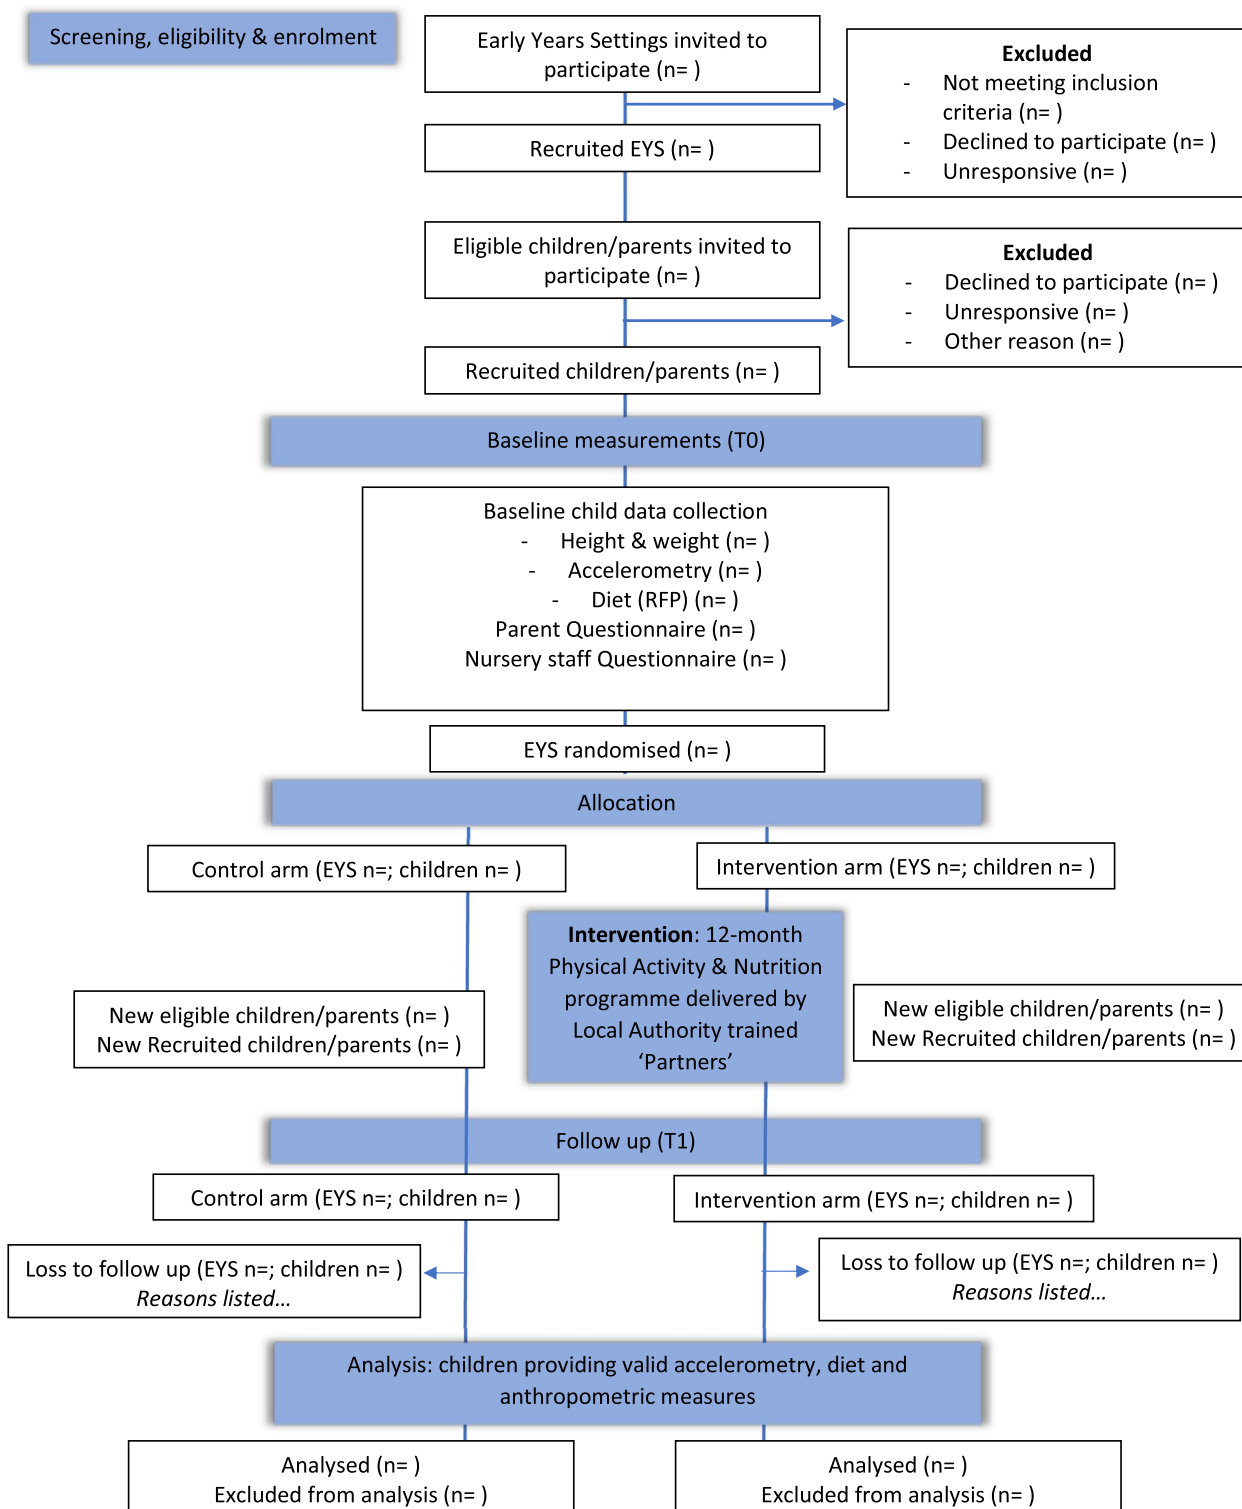 Screening, eligibility & enrolment
Early Years Settings invited to
participate (n= )
Excluded
- Not meeting inclusion
criteria (n= )
- Declined to participate (n= )
- Unresponsive (n= )
Recruited EYS (n= )
Eligible children/parents invited to
participate (n= )
Excluded
- Declined to participate (n= )
- Unresponsive (n= )
- Other reason (n= )
Recruited children/parents (n= )
Baseline measurements (T0)
Baseline child data collection
- Height & weight (n= )
- Accelerometry (n= )
- Diet (RFP) (n= )
Parent Questionnaire (n= )
Nursery staff Questionnaire (n= )
EYS randomised (n= )
Allocation
Control arm (EYS n=; children n= )
Intervention arm (EYS n=; children n= )
Intervention: 12-month
Physical Activity & Nutrition
programme delivered by
Local Authority trained
‘Partners’
New eligible children/parents (n= )
New Recruited children/parents (n= )
New eligible children/parents (n= )
New Recruited children/parents (n= )
Follow up (T1)
Control arm (EYS n=; children n= )
Intervention arm (EYS n=; children n= )
Loss to follow up (EYS n=; children n= )
Reasons listed…
Loss to follow up (EYS n=; children n= )
Reasons listed…
Analysis: children providing valid accelerometry, diet and
anthropometric measures
Analysed (n= )
Excluded from analysis (n= )
Analysed (n= )
Excluded from analysis (n= )